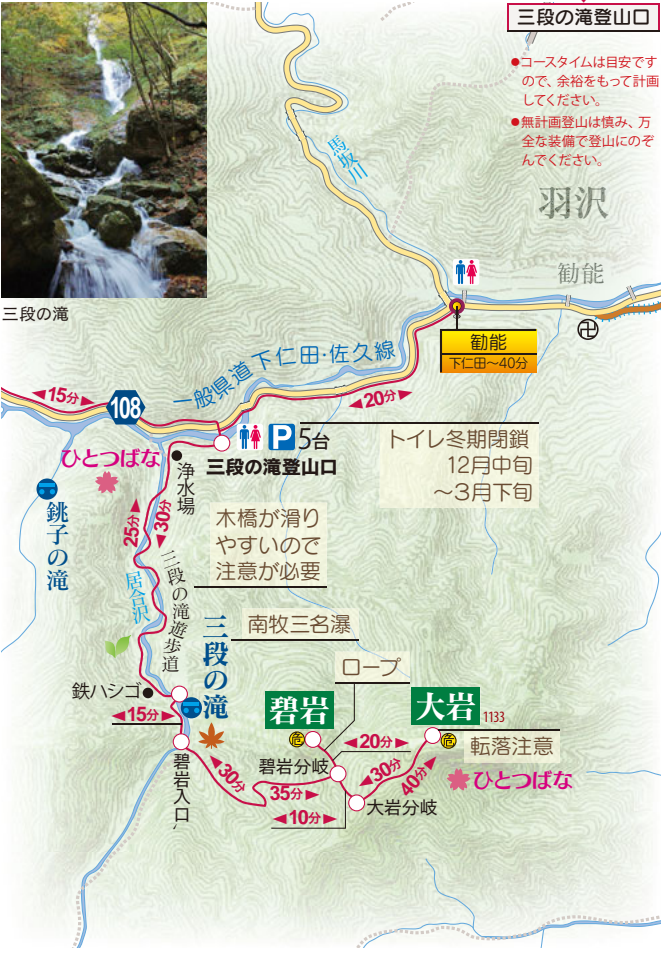 三段の滝登山口
●コースタイムは目安です
ので、余裕をもって計画
してください。
●無計画登山は慎み、万
全な装備で登山にのぞ
んでください。
馬坂川
羽沢
勧能
三段の滝
勧能
下仁田～40分
一般県道下仁田・佐久線
15分
108
20分
P
5台
三段の滝登山口
トイレ冬期閉鎖
12月中旬
～3月下旬
ひとつばな
浄水場
銚子の滝
25分
30分
木橋が滑り
やすいので
注意が必要
居合沢
三段の滝遊歩道
三段の滝
南牧三名瀑
ロープ
鉄ハシゴ
15分
碧岩
大岩
1133
危
危
20分
転落注意
碧岩分岐
碧岩入口
30分
35分
30分
40分
ひとつばな
大岩分岐
10分